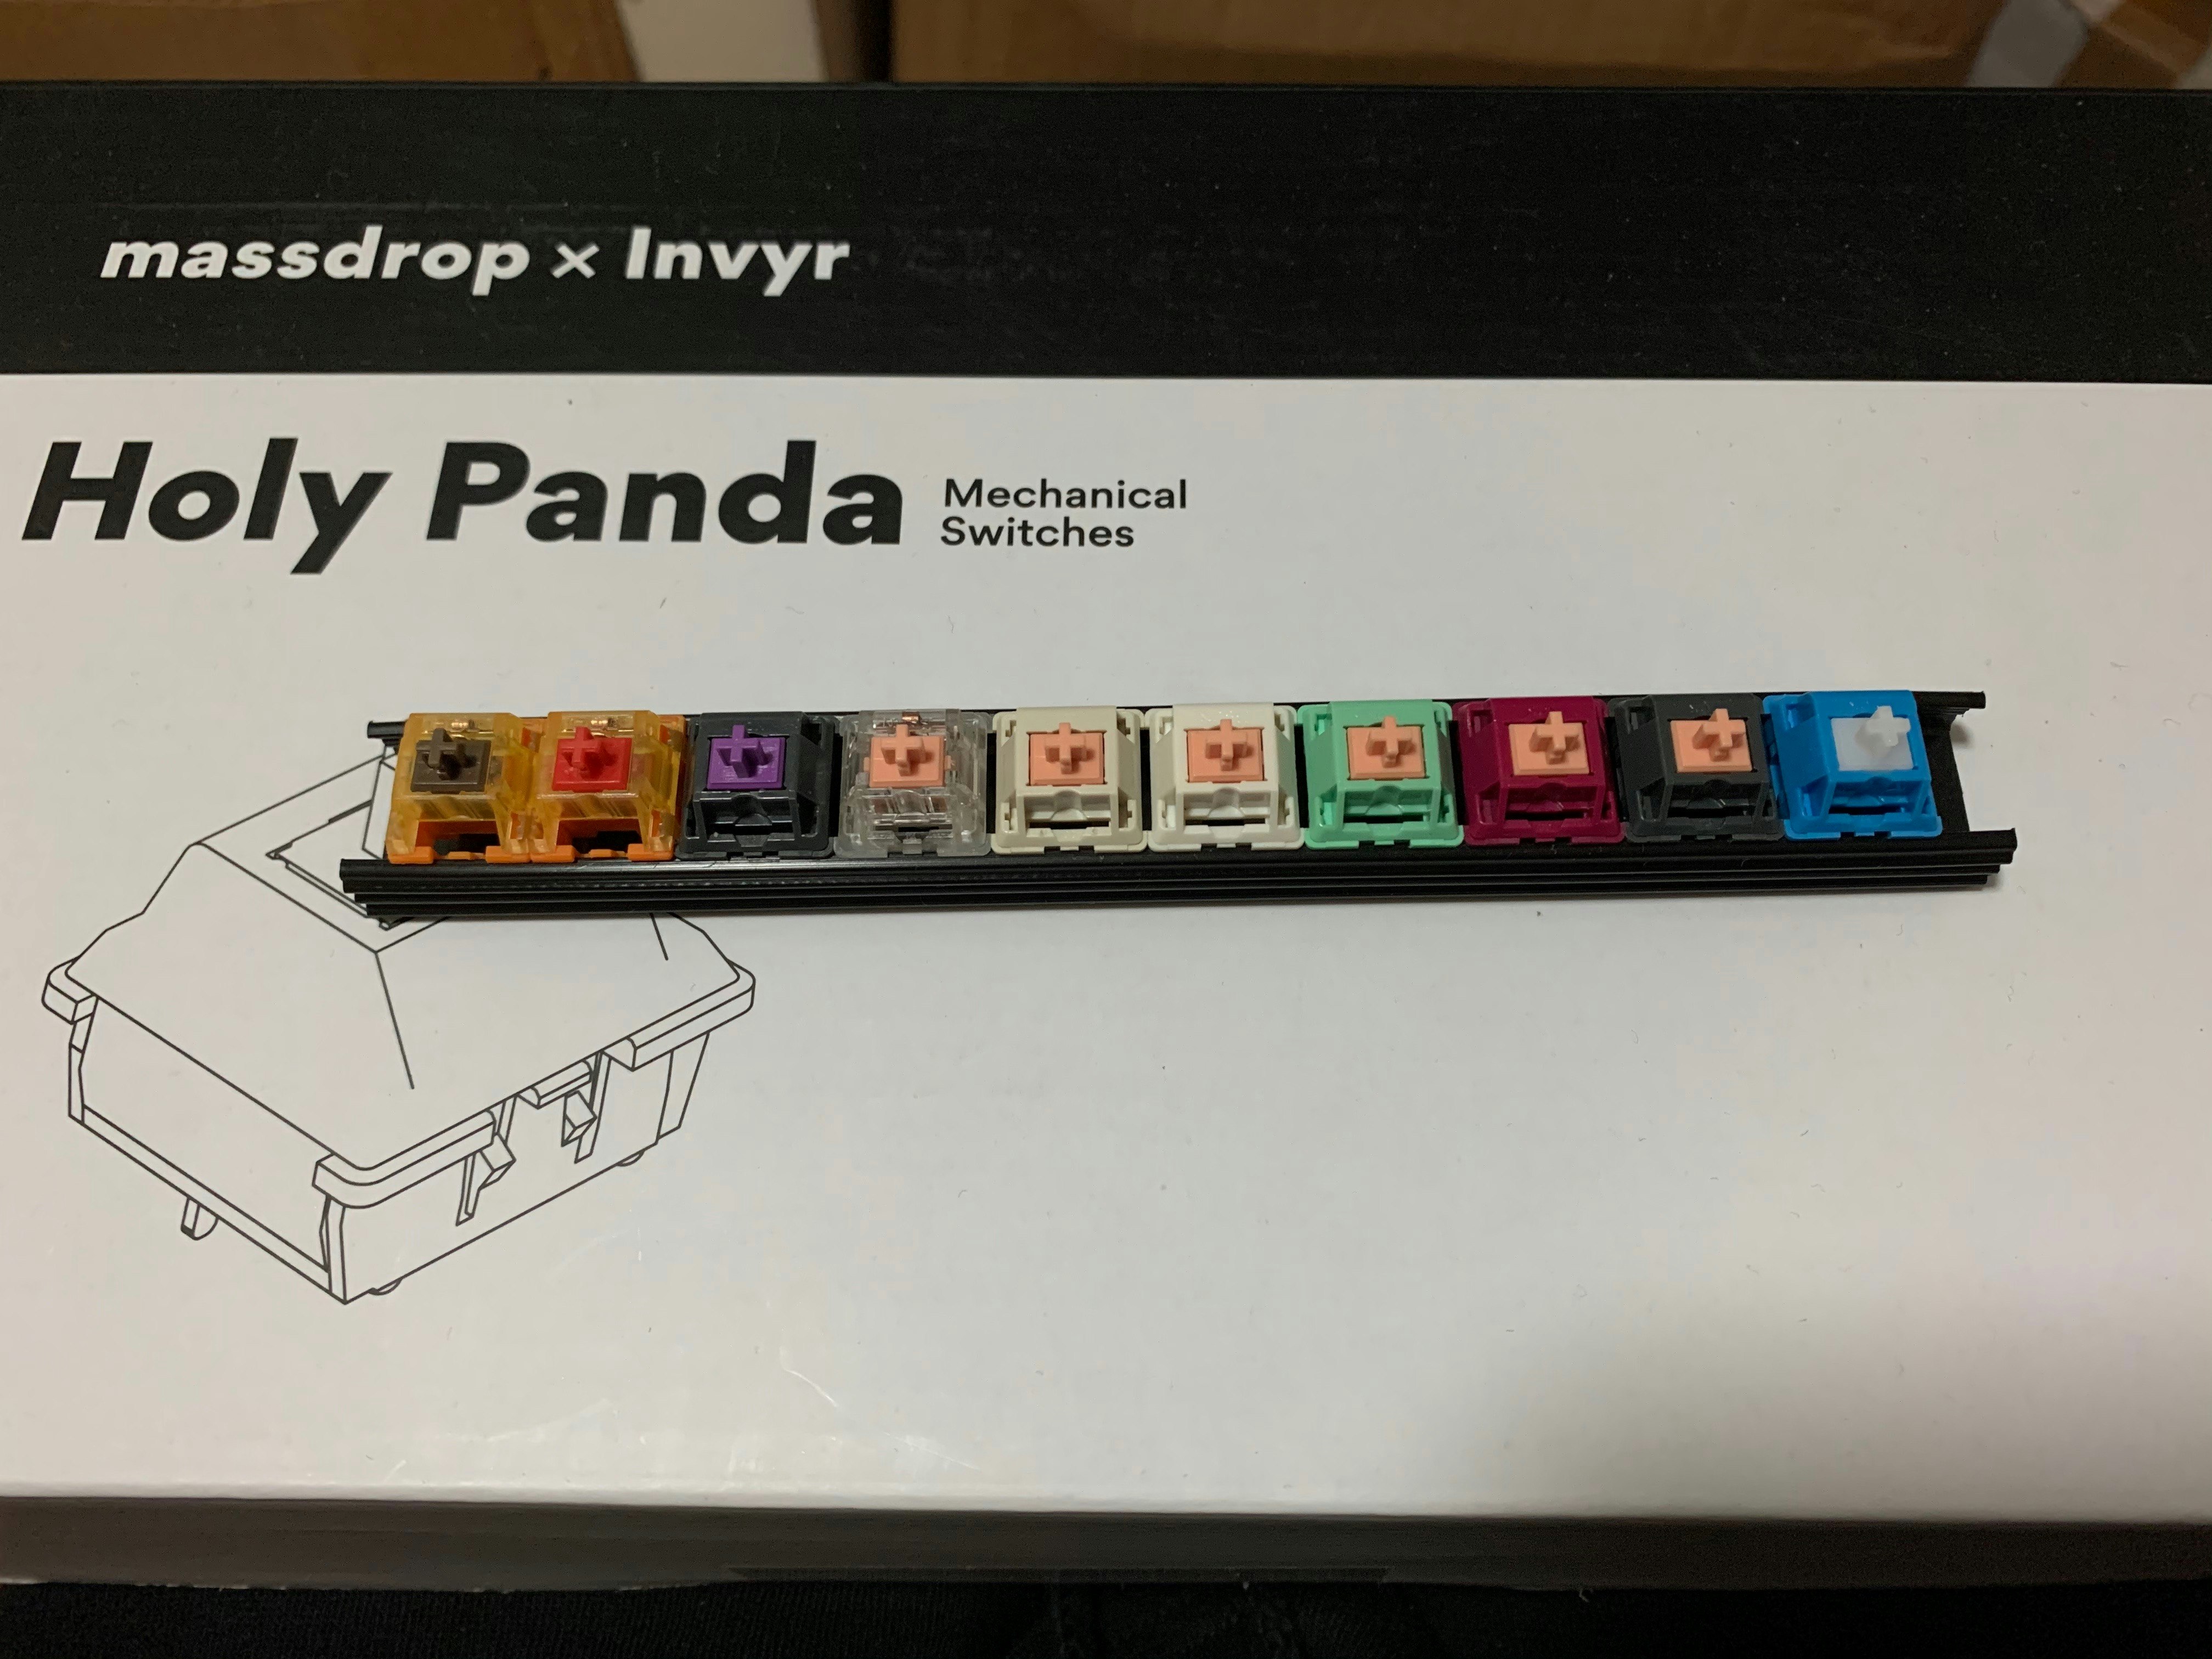 massdrop × Invyr
Holy Panda
Mechanical
Switches